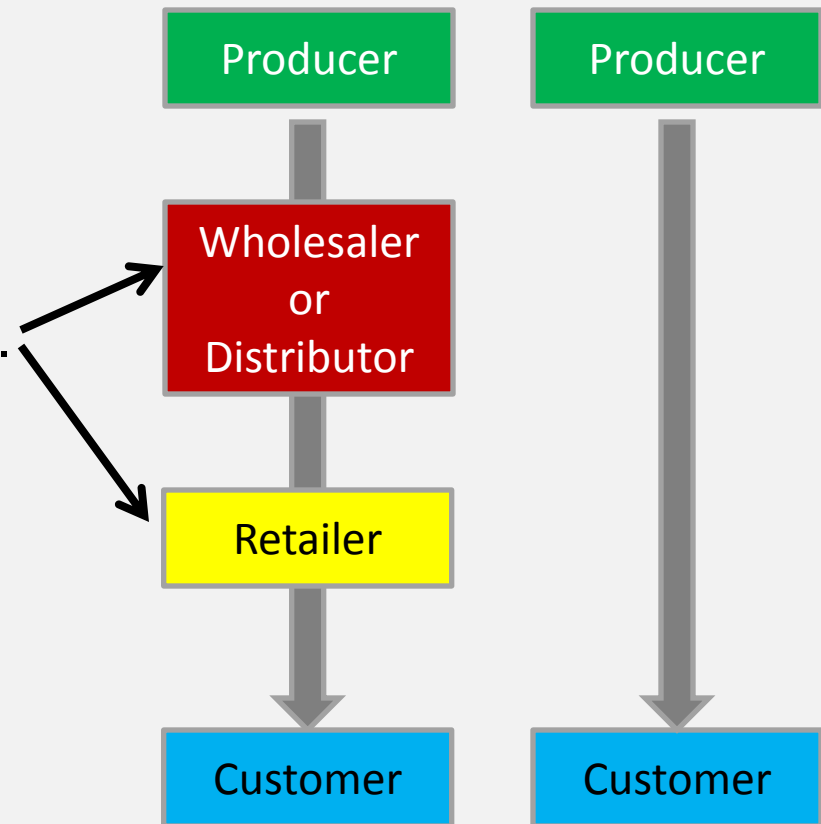 Producer
Producer
Wholesaler
or
Distributor
.
Retailer
Customer
Customer